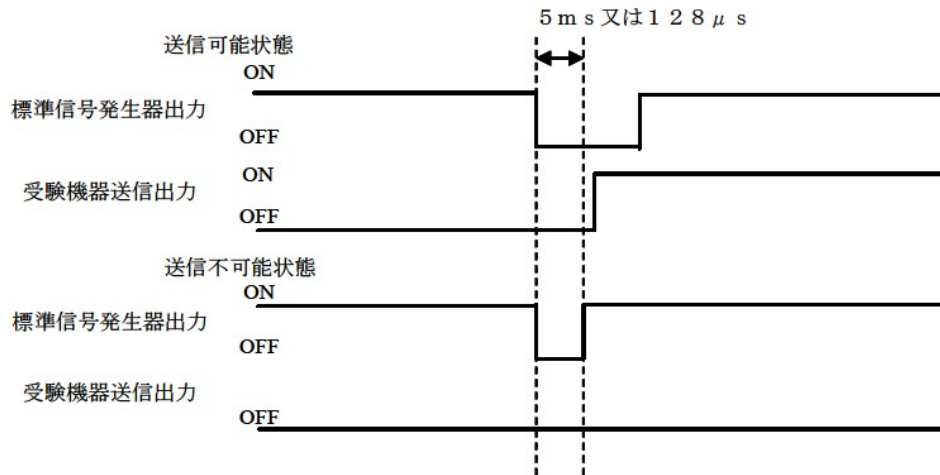 ５ｍｓ又は１２８μｓ
送信可能状態
ON
標準信号発生器出力
OFF
ON
受験機器送信出力
OFF
送信不可能状態
ON
標準信号発生器出力
OFF
受験機器送信出力
OFF